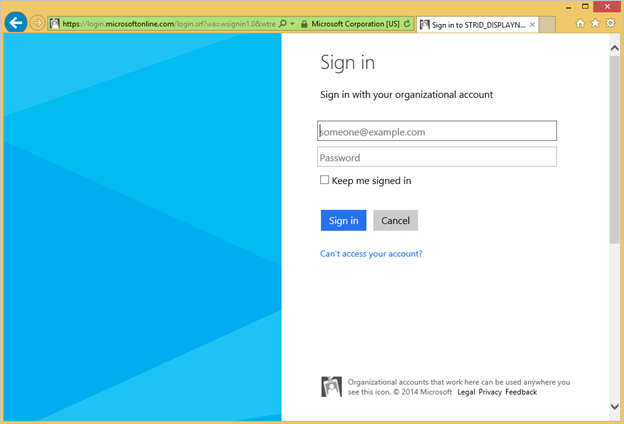 https://login.microsoftonline.com/login.srf?wa=wsignin1.0&wtre
Microsoft Corporation [US]
Sign in to STRID_DISPLAYN...
Sign in
Sign in with your organizational account
someone@example.com
Password
Keep me signed in
Sign in
Cancel
Can't access your account?
Organizational accounts that work here can be used anywhere you
see this icon. © 2014 Microsoft Legal Privacy Feedback